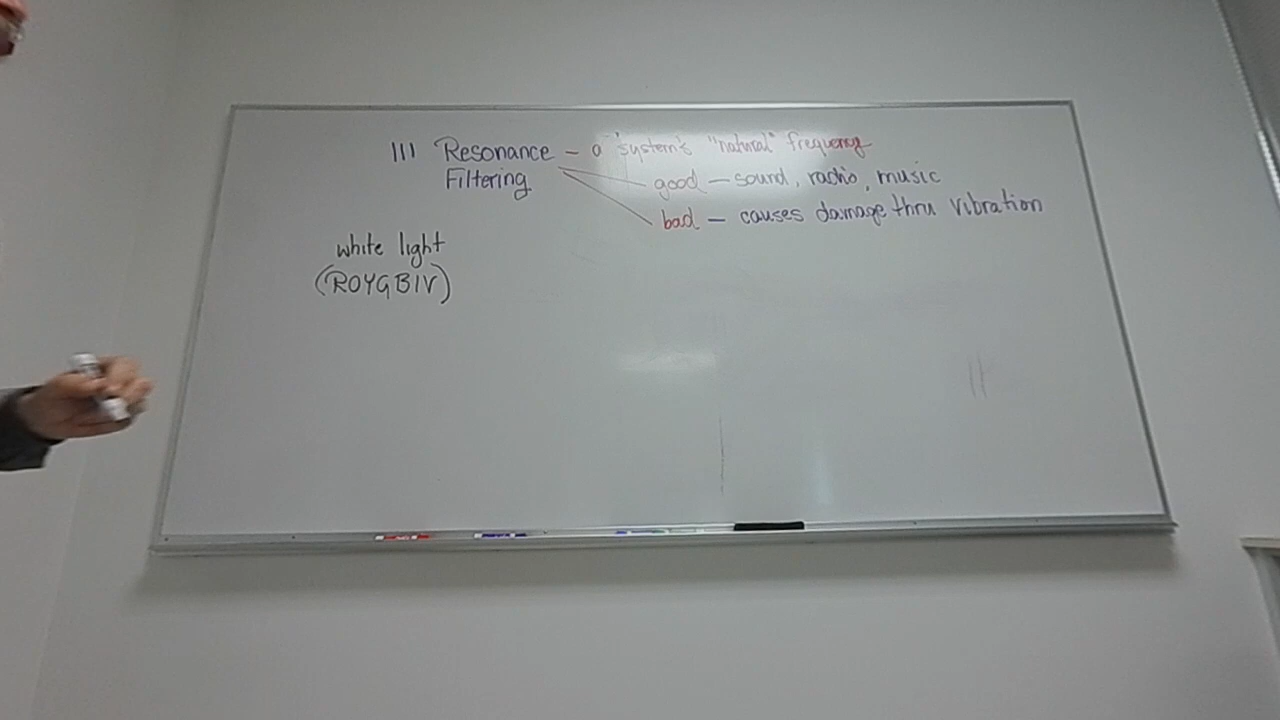 III Resonance – a system's "natural" frequency
Filtering
good – sound, radio, music
bad – causes damage thru vibration
white light
(ROYGBIV)